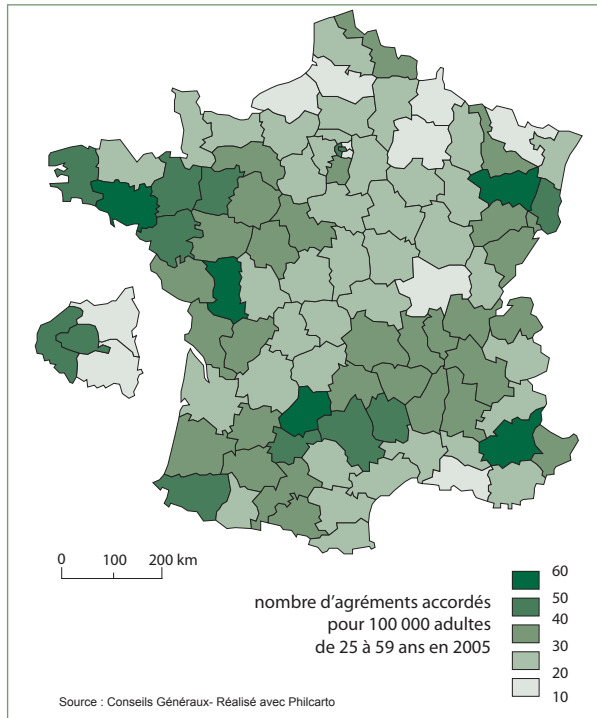 0 100 200 km
nombre d'agréments accordés
pour 100 000 adultes
de 25 à 59 ans en 2005
60
50
40
30
20
10
Source : Conseils Généraux- Réalisé avec Philcarto